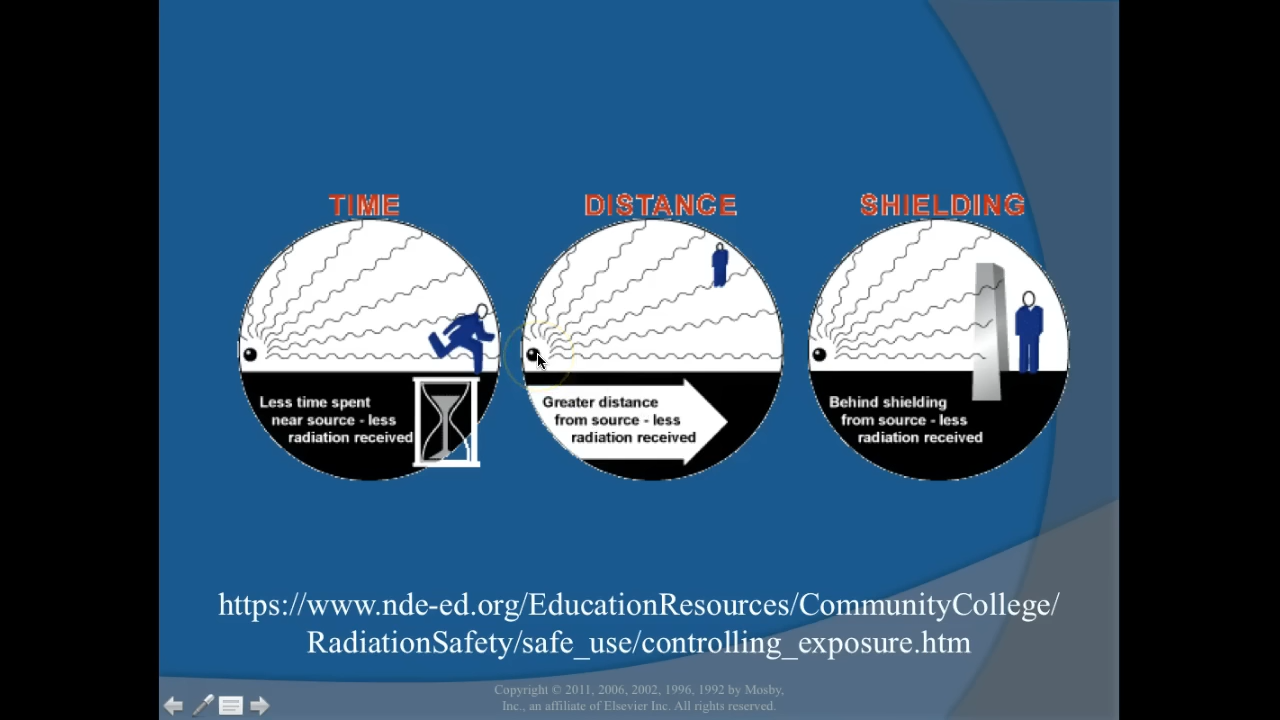 TIME
Less time spent
near source - less
radiation received
DISTANCE
Greater distance
from source - less
radiation received
SHIELDING
Behind shielding
from source - less
radiation received
https://www.nde-ed.org/EducationResources/CommunityCollege/
RadiationSafety/safe_use/controlling_exposure.htm
Copyright © 2011, 2006, 2002, 1996, 1992 by Mosby,
Inc., an affiliate of Elsevier Inc. All rights reserved.